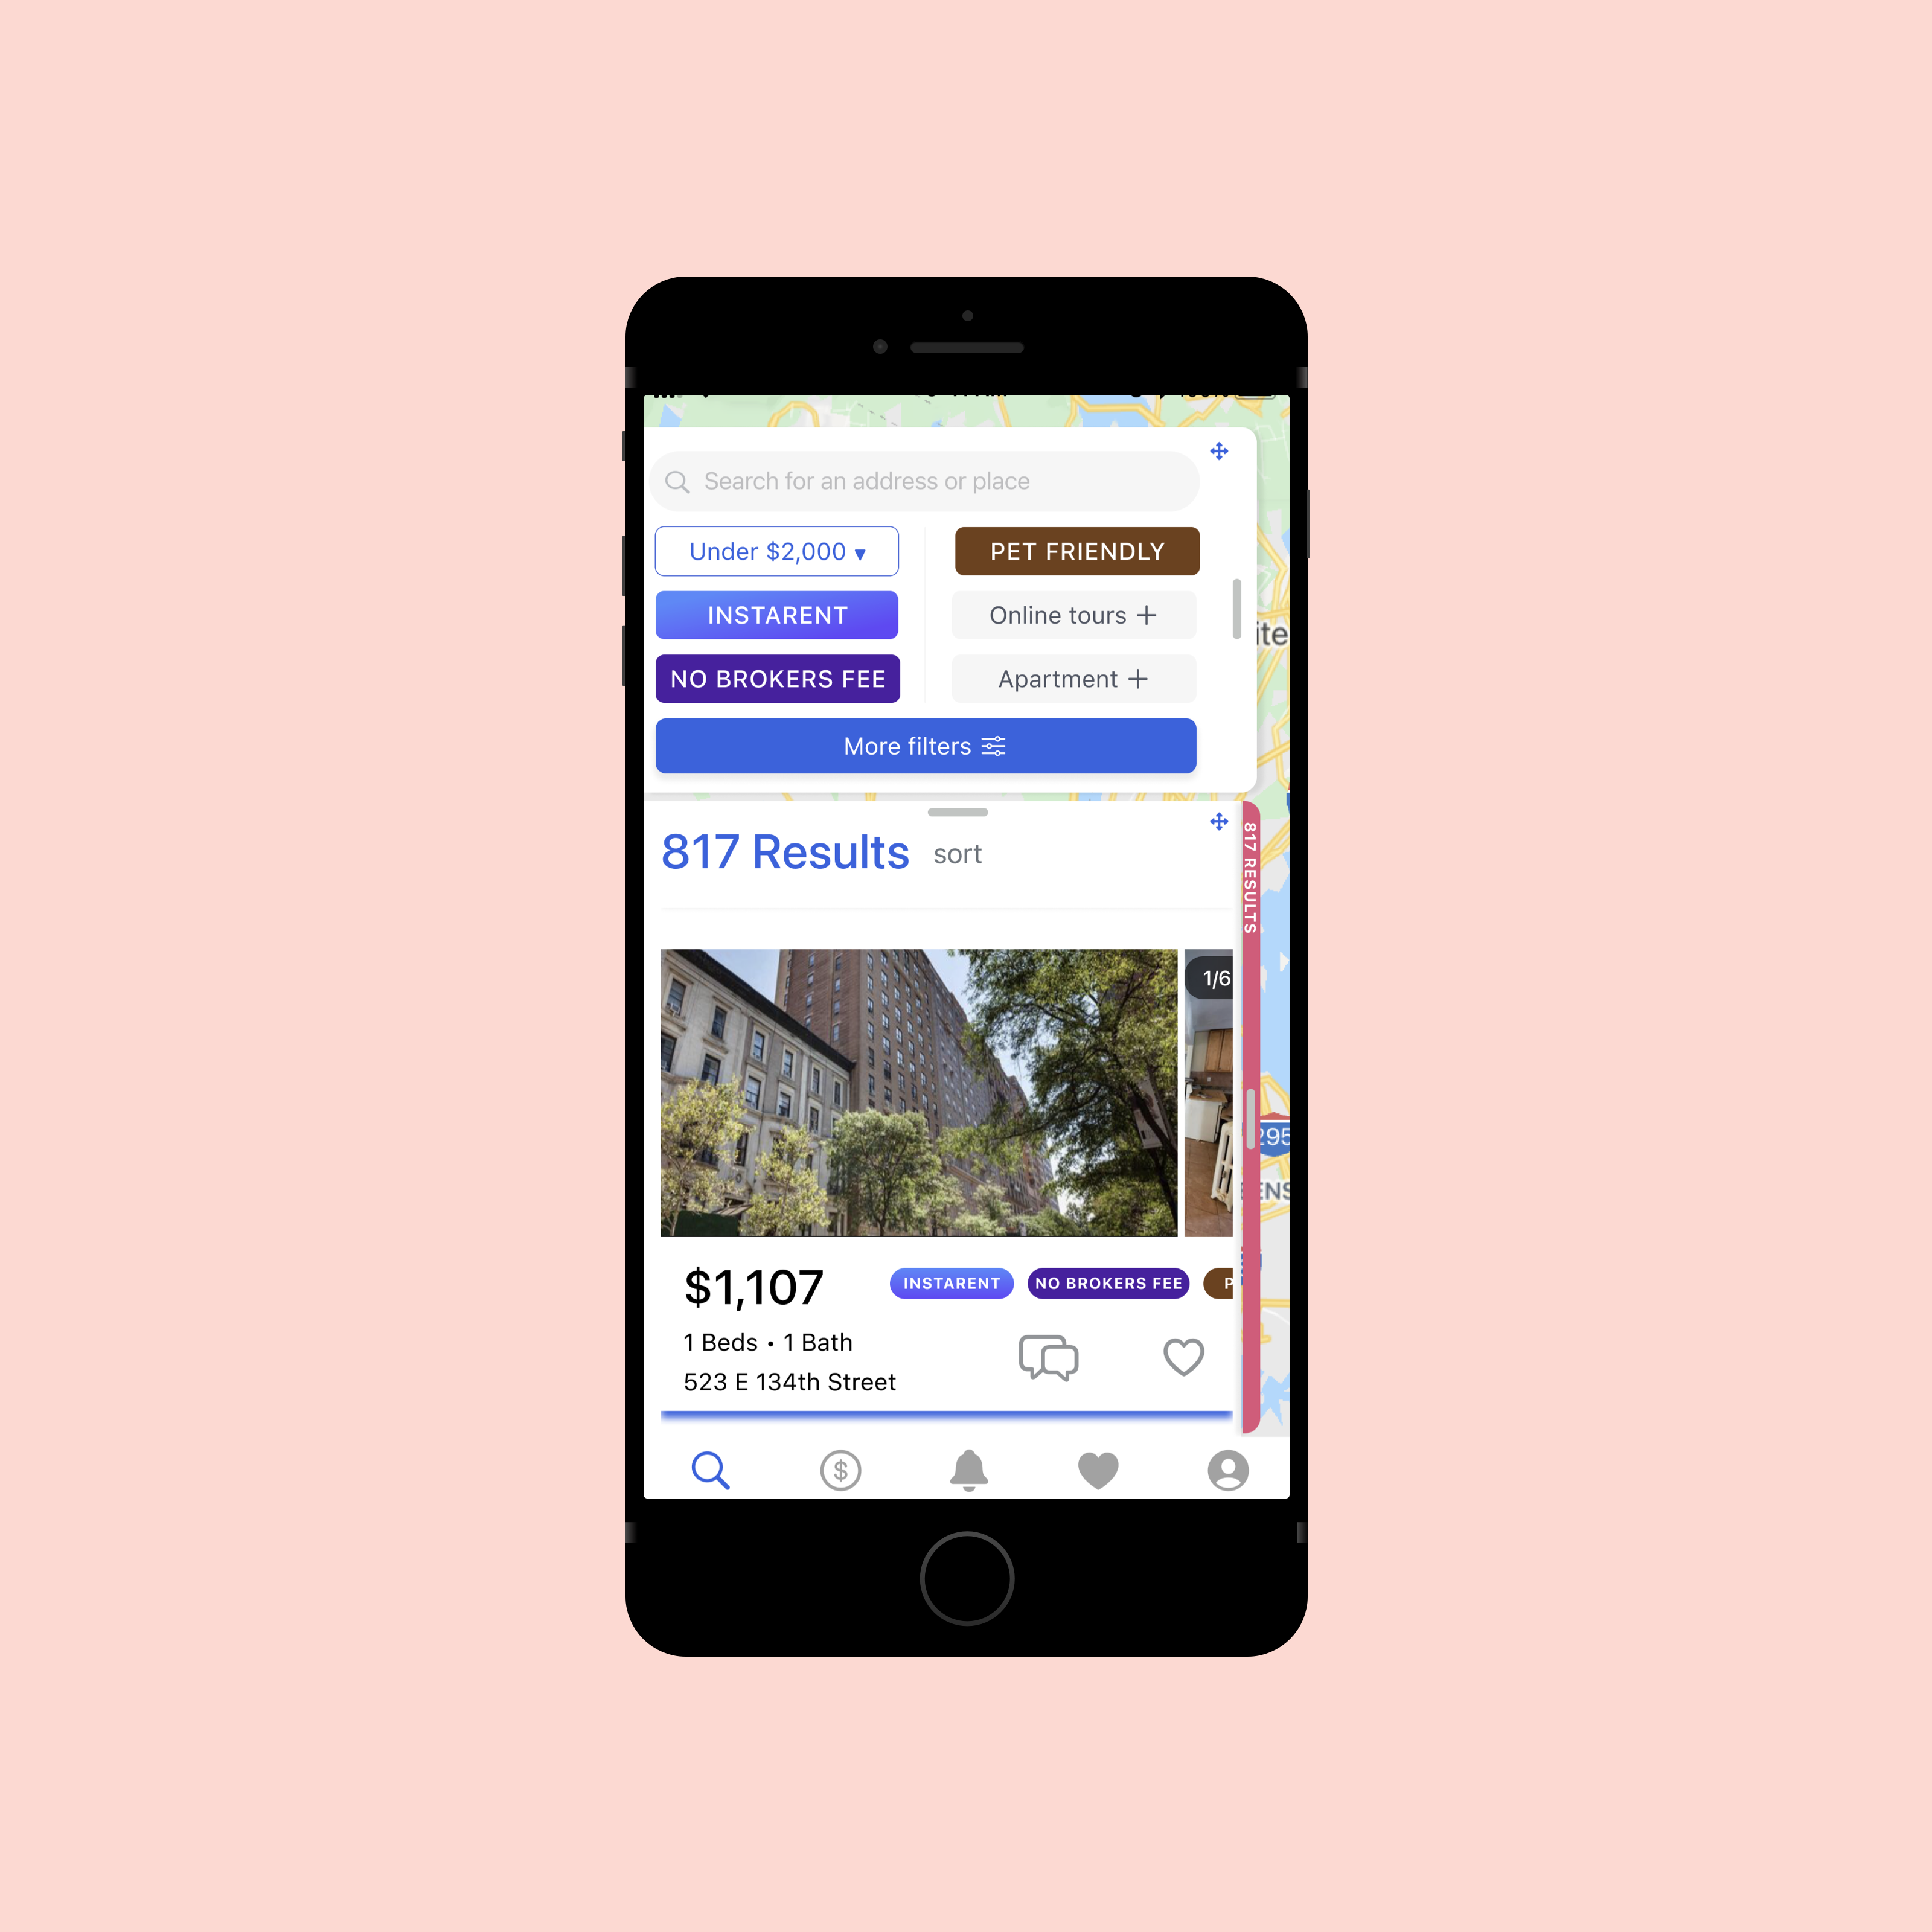 Search for an address or place
Under $2,000 ▾
PET FRIENDLY
INSTARENT
Online tours +
NO BROKERS FEE
Apartment +
More filters
817 Results sort
817 RESULTS
1/6
295
$1,107
INSTARENT
NO BROKERS FEE
P
1 Beds • 1 Bath
523 E 134th Street